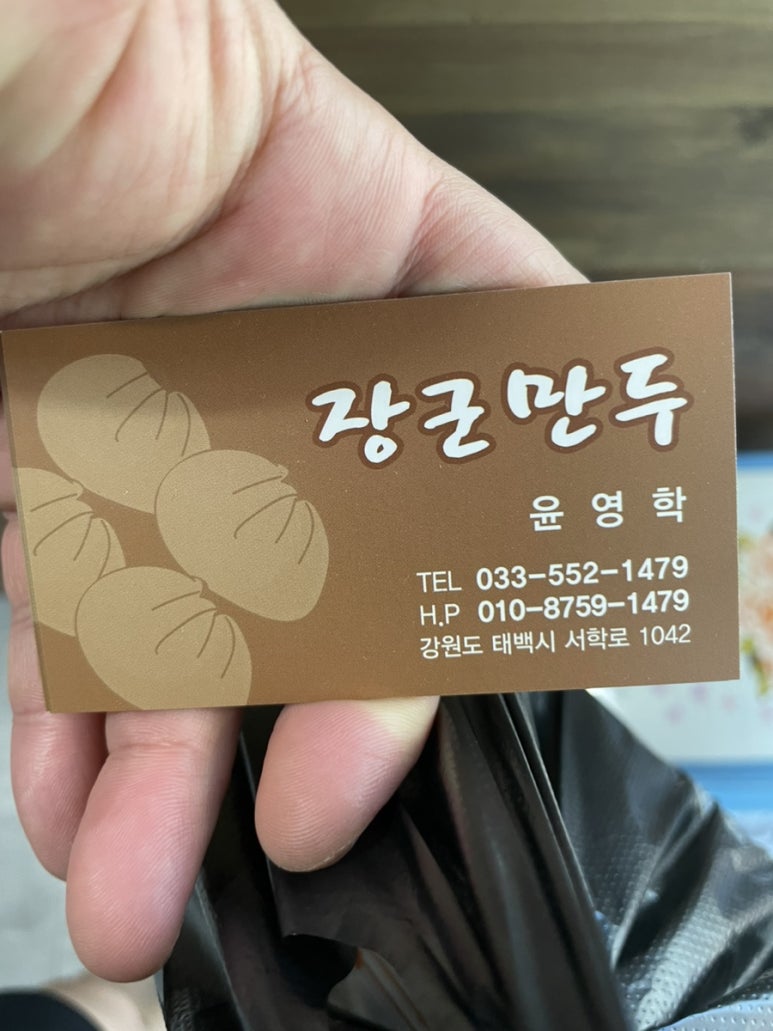 장군만두
윤영학
TEL 033-552-1479
H.P 010-8759-1479
강원도 태백시 서학로 1042